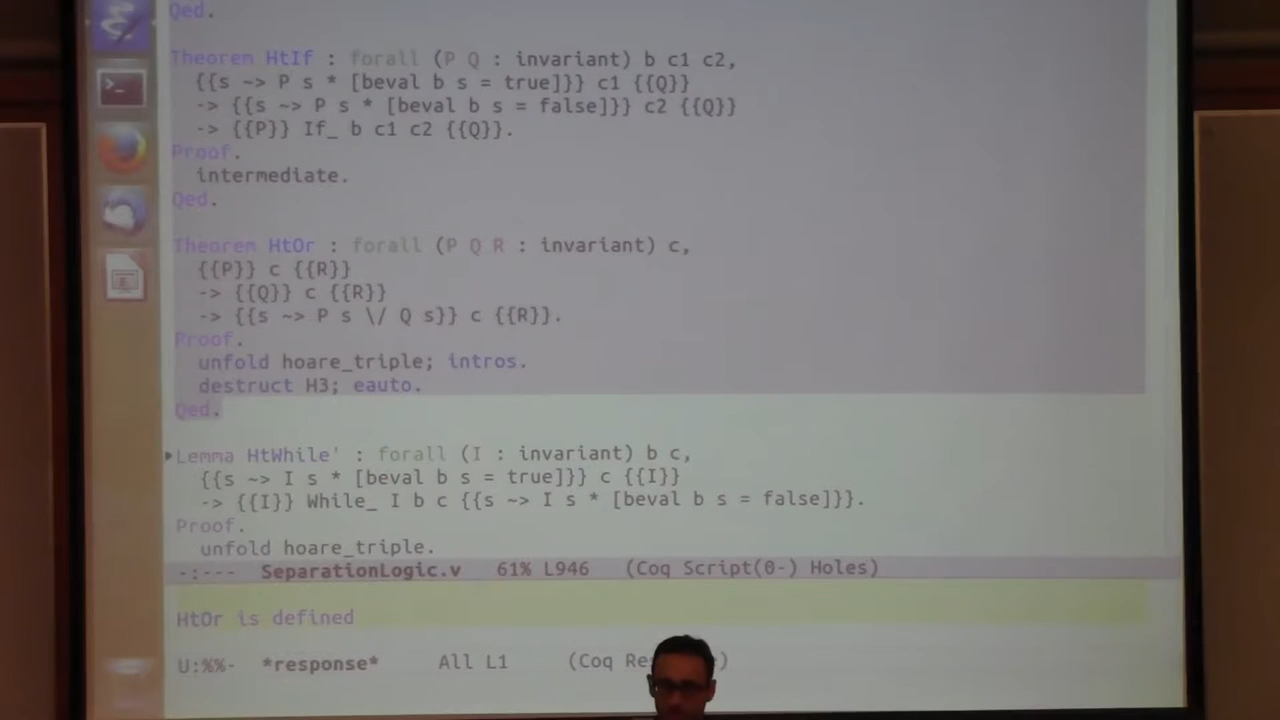 Qed.
Theorem HtIf : forall (P Q : invariant) b c1 c2,
{{s ~> P s * [beval b s = true]}} c1 {{Q}}
-> {{s ~> P s * [beval b s = false]}} c2 {{Q}}
-> {{P}} If_ b c1 c2 {{Q}}.
Proof.
intermediate.
Qed.
Theorem HtOr : forall (P Q R : invariant) c,
{{P}} c {{R}}
-> {{Q}} c {{R}}
-> {{s ~> P s \/ Q s}} c {{R}}.
Proof.
unfold hoare_triple; intros.
destruct H3; eauto.
Qed.
Lemma HtWhile' : forall (I : invariant) b c,
{{s ~> I s * [beval b s = true]}} c {{I}}
-> {{I}} While_ I b c {{s ~> I s * [beval b s = false]}}.
Proof.
unfold hoare_triple.
-:--- SeparationLogic.v 61% L946 (Coq Script(0-) Holes)
HtOr is defined
U:%%- *response* All L1 (Coq Re )